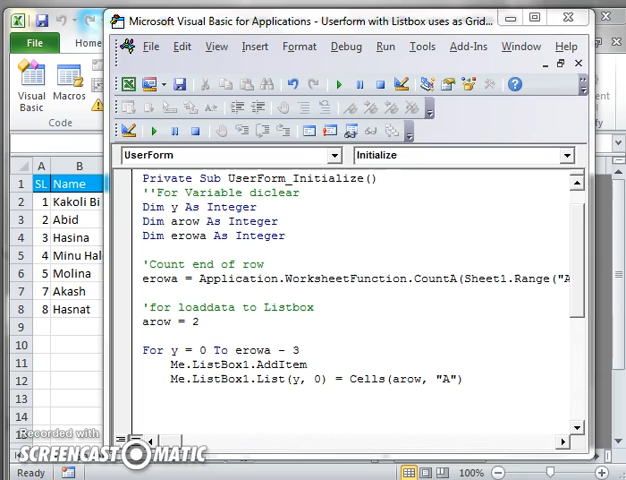 Microsoft Visual Basic for Applications - Userform with Listbox uses as Grid...
File Edit View Insert Format Debug Run Tools Add-Ins Window Help
File Home
Visual Basic
Macros
Code
UserForm Initialize
Private Sub UserForm_Initialize()
''For Variable diclear
Dim y As Integer
Dim arow As Integer
Dim erowa As Integer
'Count end of row
erowa = Application.WorksheetFunction.CountA(Sheet1.Range("A
'for loaddata to Listbox
arow = 2
For y = 0 To erowa - 3
Me.ListBox1.AddItem
Me.ListBox1.List(y, 0) = Cells(arow, "A")
A B
1 SL Name
2 1 Kakoli Bi
3 2 Abid
4 3 Hasina
5 4 Minu Hal
6 5 Molina
7 7 Akash
8 8 Hasnat
9
10
11
12
13
14
Recorded with
SCREENCAST-O-MATIC
Ready 100%